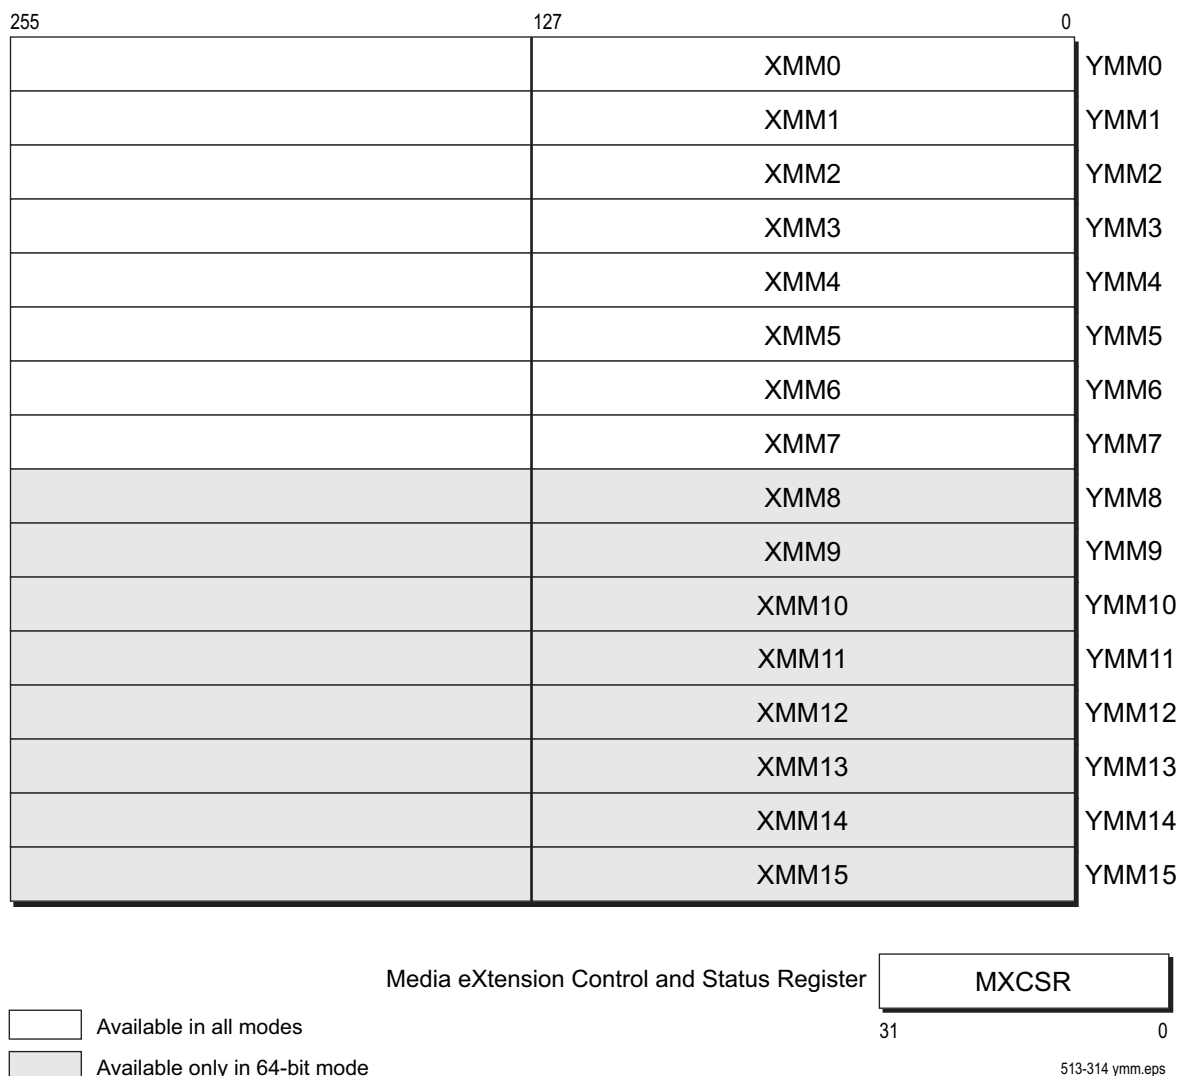 255 127 0
XMM0 YMM0
XMM1 YMM1
XMM2 YMM2
XMM3 YMM3
XMM4 YMM4
XMM5 YMM5
XMM6 YMM6
XMM7 YMM7
XMM8 YMM8
XMM9 YMM9
XMM10 YMM10
XMM11 YMM11
XMM12 YMM12
XMM13 YMM13
XMM14 YMM14
XMM15 YMM15
Media eXtension Control and Status Register MXCSR
31 0
Available in all modes
Available only in 64-bit mode
513-314 ymm.eps